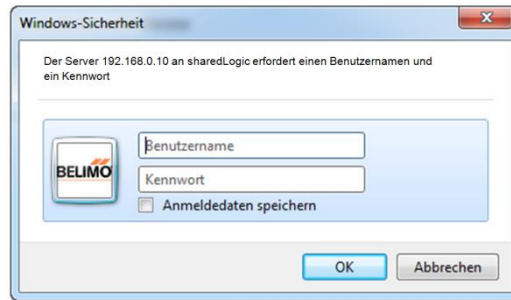 Windows-Sicherheit
Der Server 192.168.0.10 an sharedLogic erfordert einen Benutzernamen und
ein Kennwort
BELIMO
Benutzername
Kennwort
Anmeldedaten speichern
OK
Abbrechen